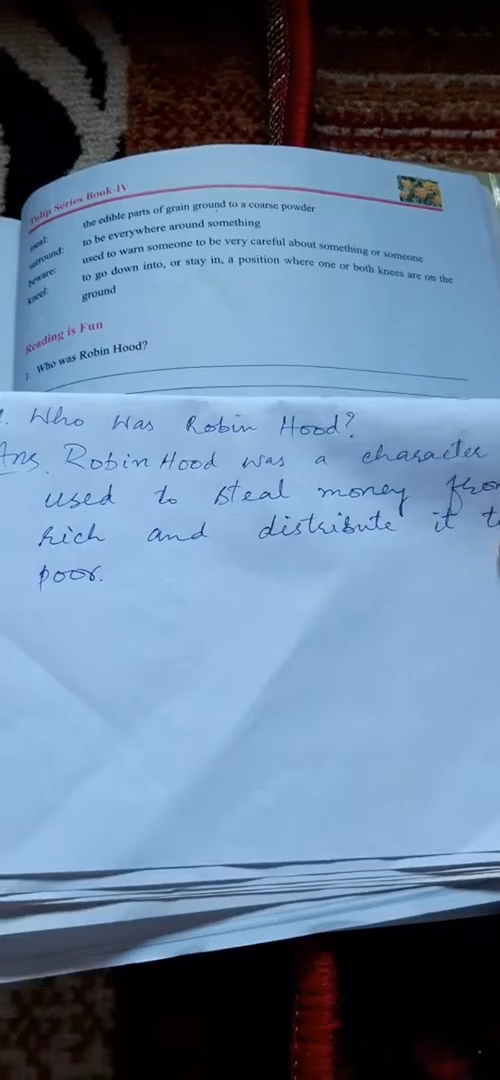 Tulip Series Book-IV
meal: the edible parts of grain ground to a coarse powder
surround: to be everywhere around something
beware: used to warn someone to be very careful about something or someone
kneel: to go down into, or stay in, a position where one or both knees are on the
ground
Reading is Fun
1. Who was Robin Hood?
1. Who was Robin Hood?
Ans. Robin Hood was a character
used to steal money from
rich and distribute it to
poor.